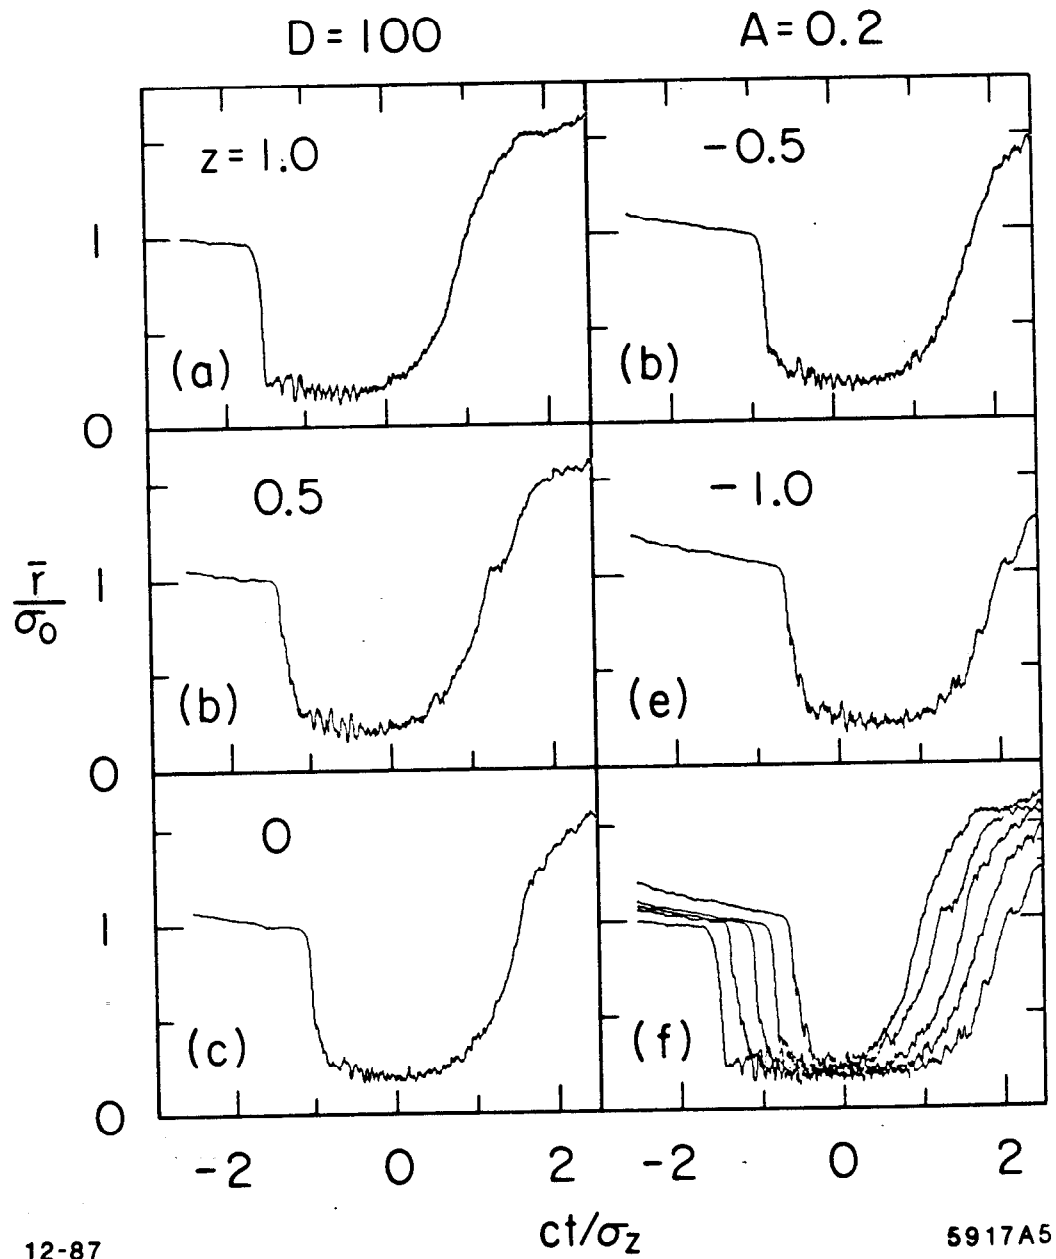 D = 100
A = 0.2
z = 1.0
-0.5
1
(a)
(b)
0
0.5
-1.0
r̄/σ₀
1
(b)
(e)
0
0
1
(c)
(f)
0
-2 0 2 -2 0 2
ct/σ_z
12-87
5917A5